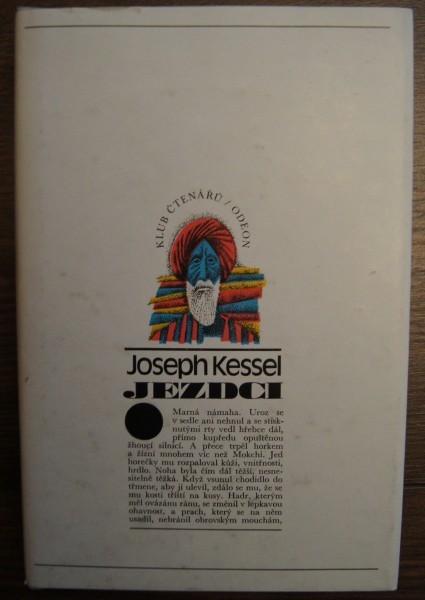 KLUB ČTENÁŘŮ / ODEON
Joseph Kessel
JEZDCI
Marná námaha. Uroz se
v sedle ani nehnul a se stisk-
nutými rty vedl hřebce dál,
přímo kupředu opuštěnou
žhoucí silnicí. A přece trpěl horkem
a žízní mnohem víc než Mokchi. Jed
horečky mu rozpaloval kůži, vnitřnosti,
hrdlo. Noha byla čím dál těžší, nesne-
sitelně těžká. Když vsunul chodidlo do
třmene, aby jí ulevil, zdálo se mu, že se
mu kosti tříští na kusy. Hadr, kterým
měl ovázánu ránu, se změnil v lepkavou
ohavnost, a prach, který se na něm
usadil, nebránil obrovským mouchám,